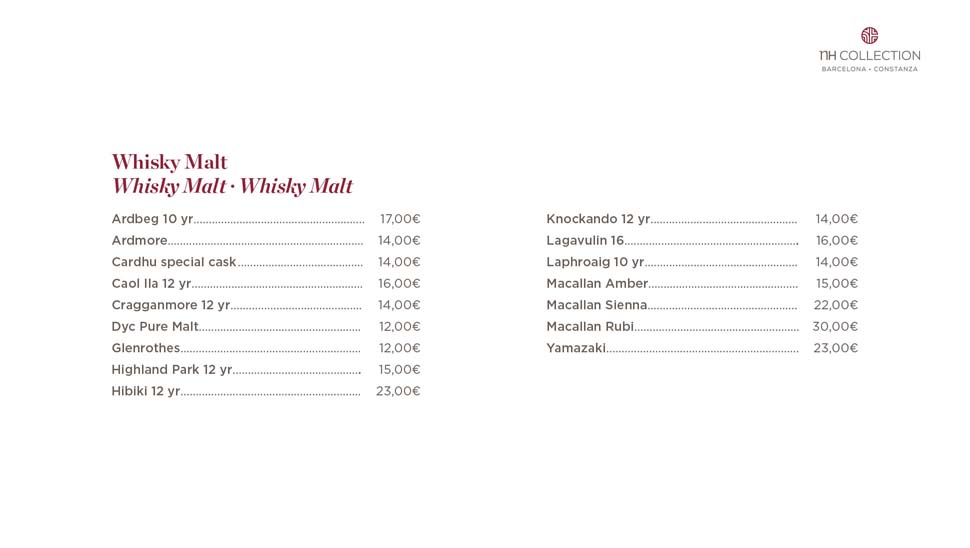 NH COLLECTION
BARCELONA - CONSTANZA
Whisky Malt
Whisky Malt · Whisky Malt
Ardbeg 10 yr........................................................ 17,00€
Ardmore................................................................ 14,00€
Cardhu special cask......................................... 14,00€
Caol Ila 12 yr........................................................ 16,00€
Cragganmore 12 yr........................................... 14,00€
Dyc Pure Malt..................................................... 12,00€
Glenrothes........................................................... 12,00€
Highland Park 12 yr.......................................... 15,00€
Hibiki 12 yr........................................................... 23,00€
Knockando 12 yr................................................ 14,00€
Lagavulin 16......................................................... 16,00€
Laphroaig 10 yr.................................................. 14,00€
Macallan Amber................................................. 15,00€
Macallan Sienna................................................. 22,00€
Macallan Rubi...................................................... 30,00€
Yamazaki............................................................... 23,00€